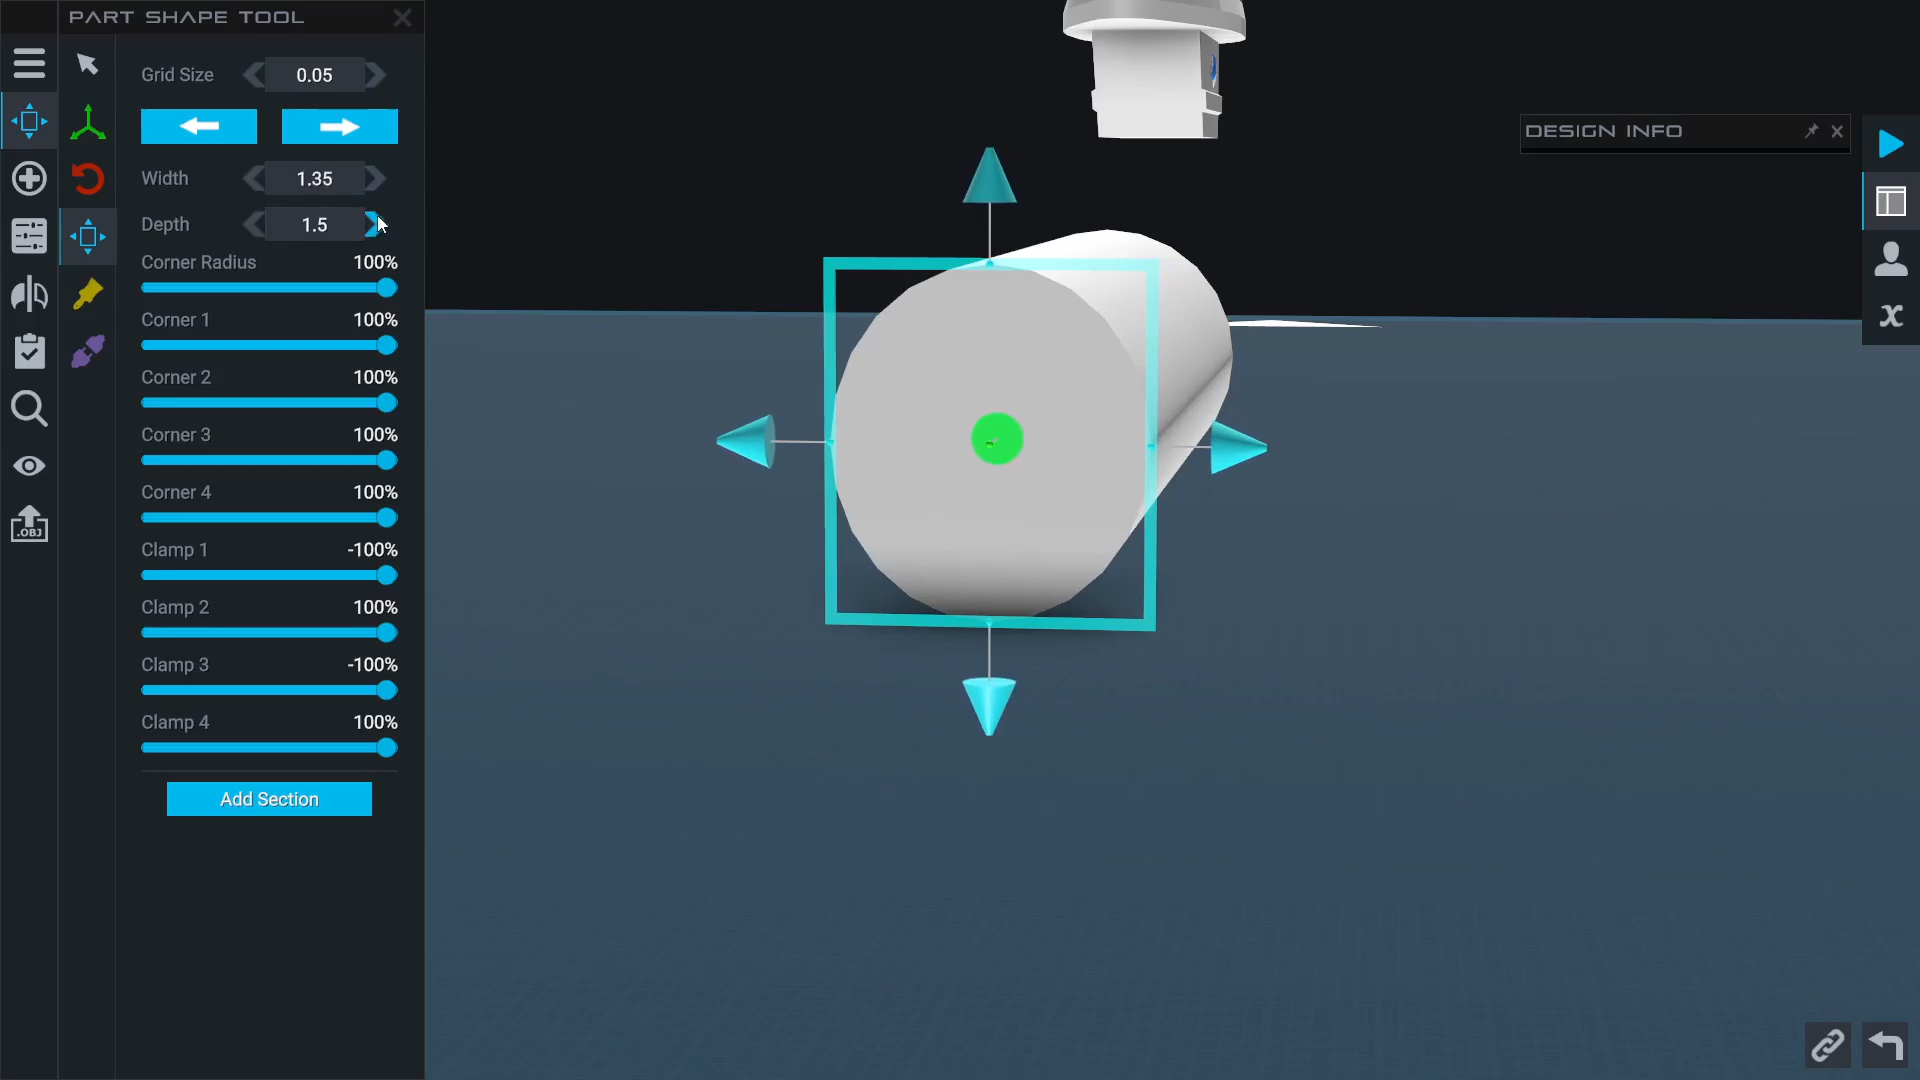 PART SHAPE TOOL
Grid Size 0.05
Width 1.35
Depth 1.5
Corner Radius 100%
Corner 1 100%
Corner 2 100%
Corner 3 100%
Corner 4 100%
Clamp 1 -100%
Clamp 2 100%
Clamp 3 -100%
Clamp 4 100%
Add Section
.OBJ
DESIGN INFO
x